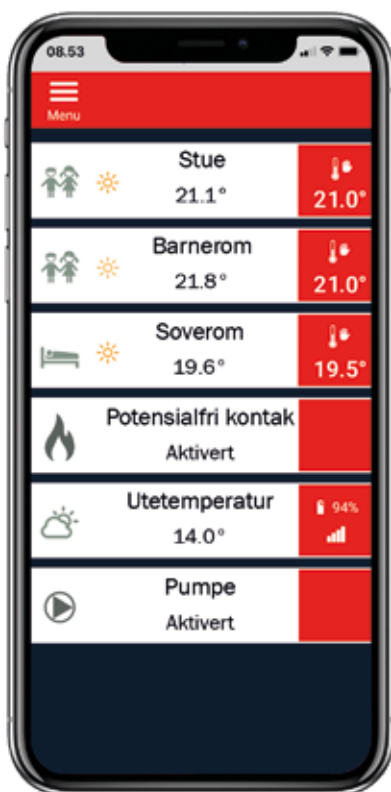 08.53
Menu
Stue
21.1°
21.0°
Barnerom
21.8°
21.0°
Soverom
19.6°
19.5°
Potensialfri kontak
Aktivert
Utetemperatur
14.0°
94%
Pumpe
Aktivert